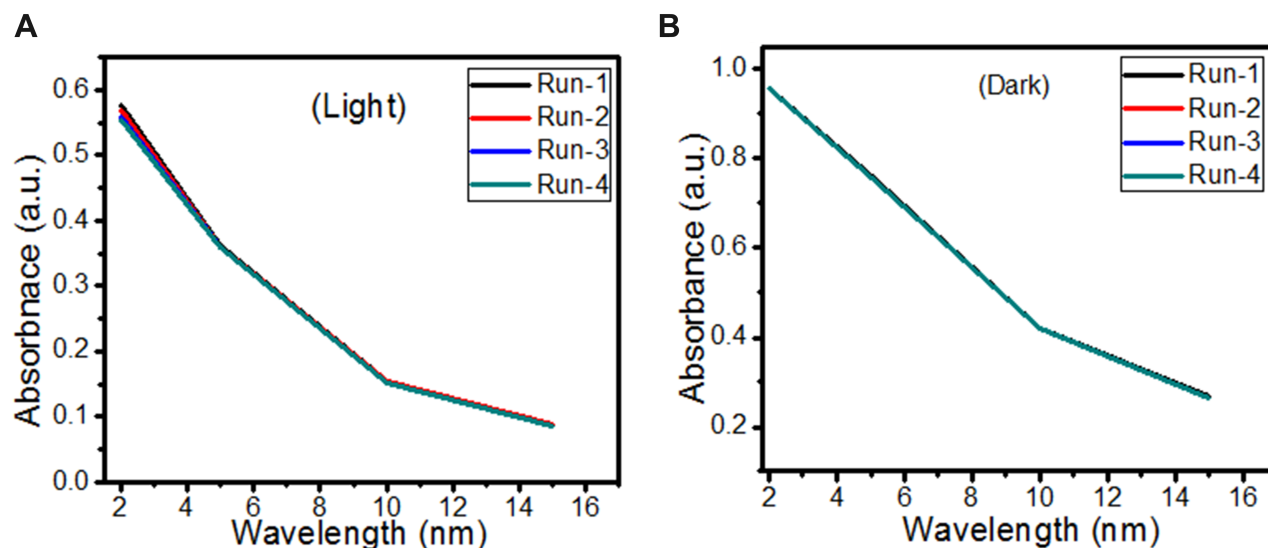 A
(Light)
Run-1
Run-2
Run-3
Run-4
Absorbnace (a.u.)
0.6
0.5
0.4
0.3
0.2
0.1
0.0
2 4 6 8 10 12 14 16
Wavelength (nm)
B
(Dark)
Run-1
Run-2
Run-3
Run-4
Absorbance (a.u.)
1.0
0.8
0.6
0.4
0.2
2 4 6 8 10 12 14 16
Wavelength (nm)